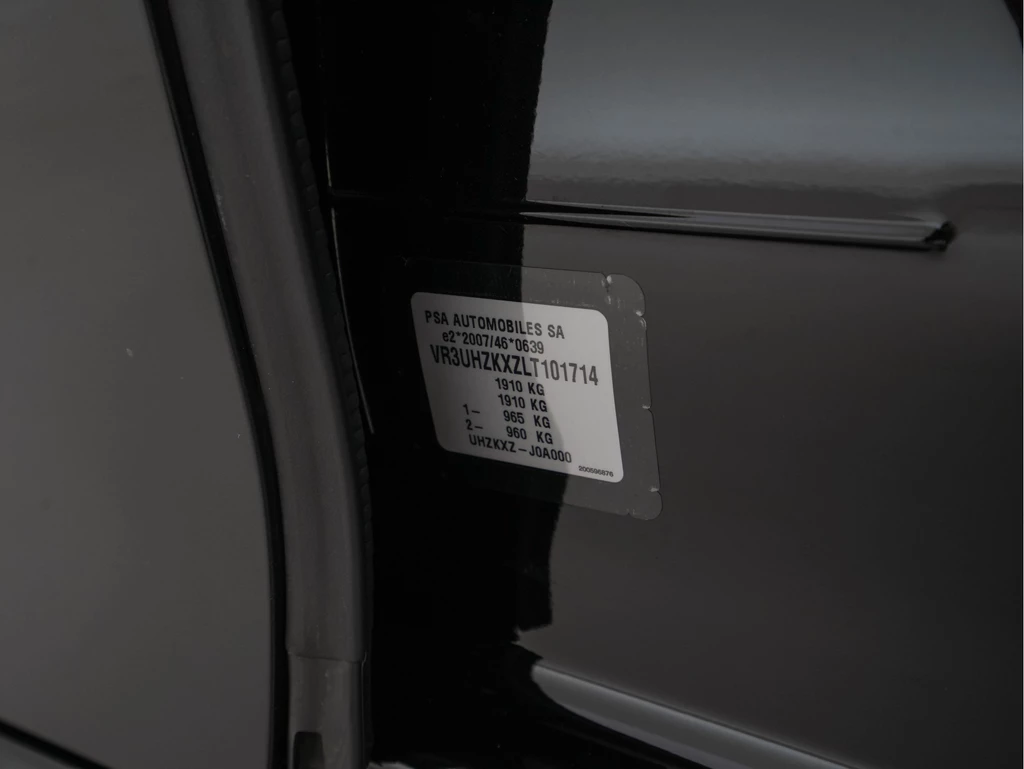 PSA AUTOMOBILES SA
e2*2007/46*0639
VR3UHZKXZLT101714
1910 KG
1910 KG
1– 965 KG
2– 960 KG
UHZKXZ–J0A000
200596876